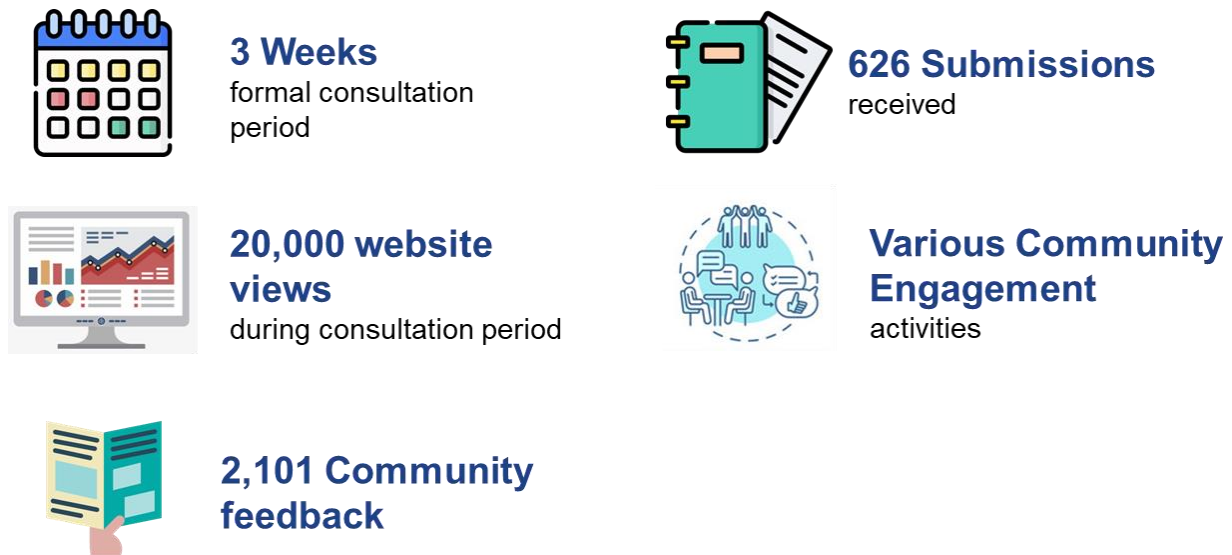 3 Weeks
formal consultation
period
626 Submissions
received
20,000 website
views
during consultation period
Various Community
Engagement
activities
2,101 Community
feedback